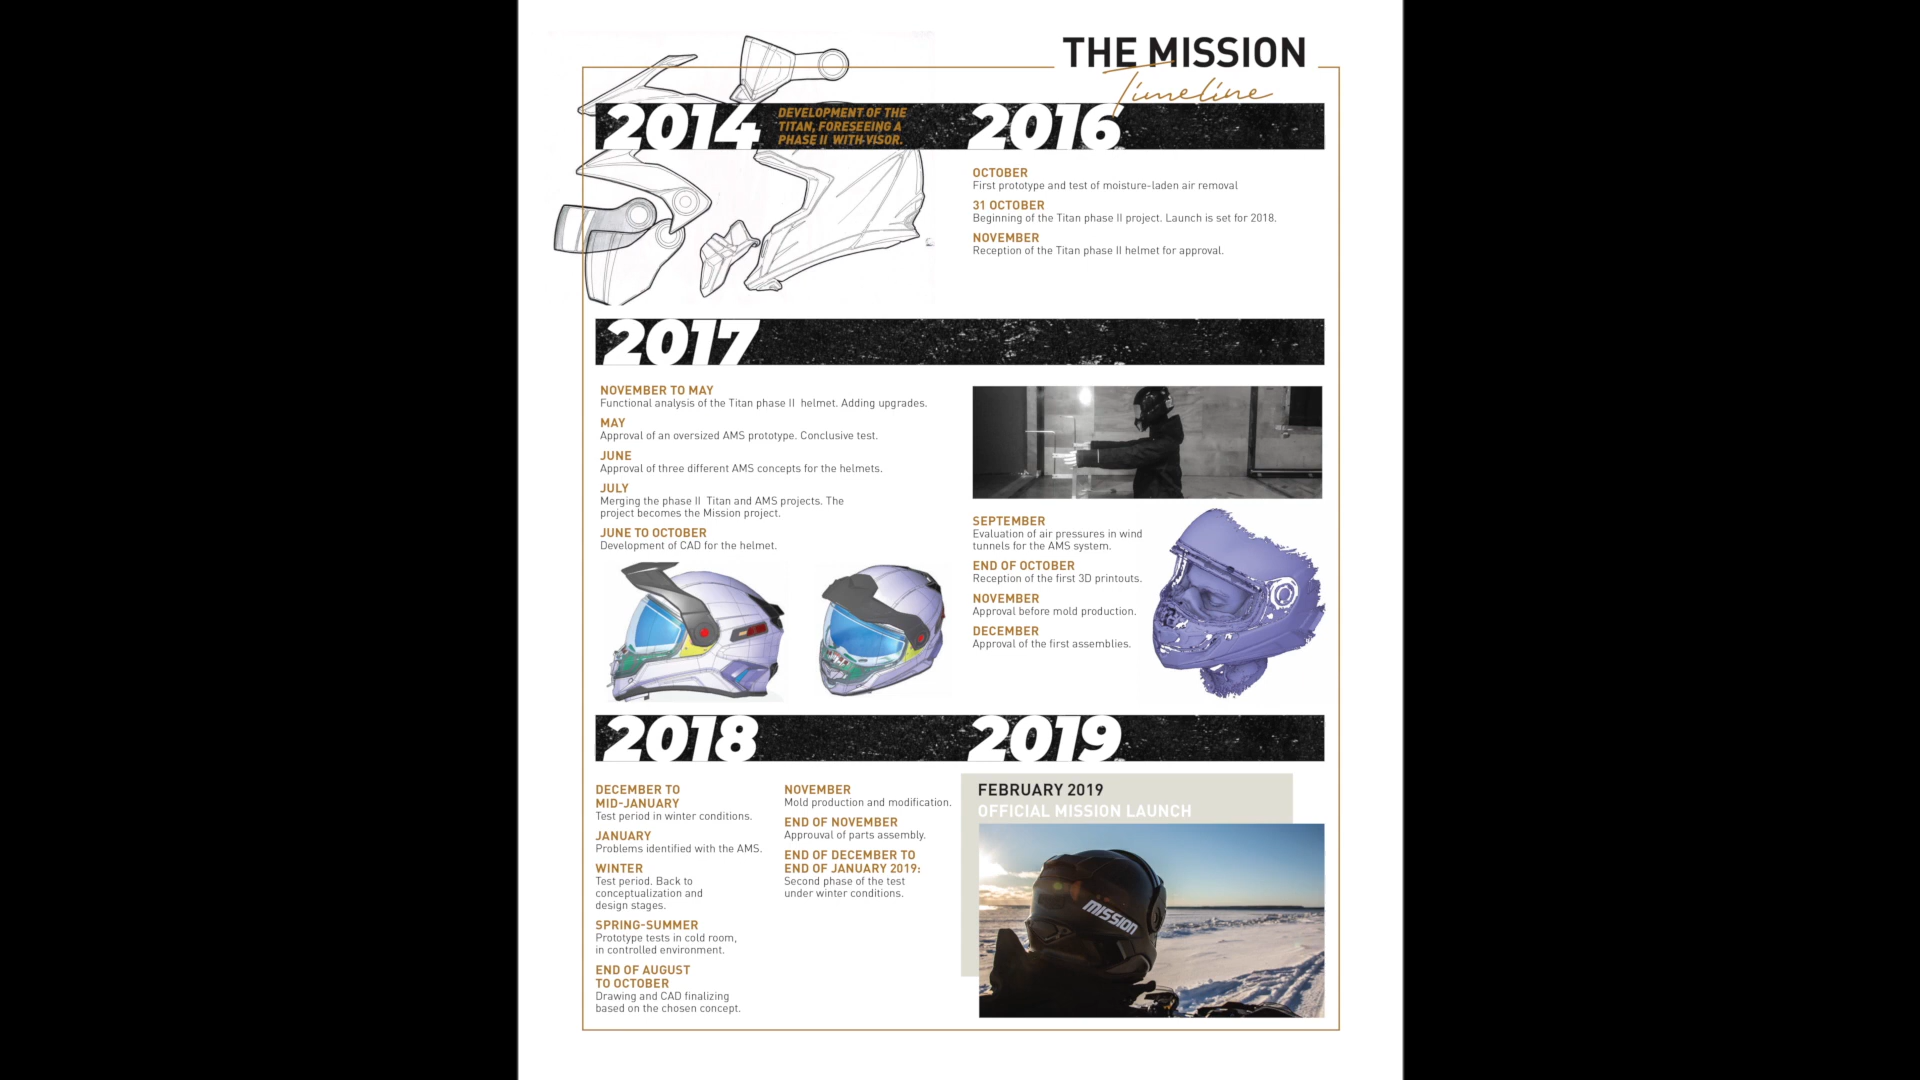 THE MISSION
Timeline
2014
DEVELOPMENT OF THE
TITAN, FORESEEING A
PHASE II WITH VISOR.
2016
OCTOBER
First prototype and test of moisture-laden air removal
31 OCTOBER
Beginning of the Titan phase II project. Launch is set for 2018.
NOVEMBER
Reception of the Titan phase II helmet for approval.
2017
NOVEMBER TO MAY
Functional analysis of the Titan phase II helmet. Adding upgrades.
MAY
Approval of an oversized AMS prototype. Conclusive test.
JUNE
Approval of three different AMS concepts for the helmets.
JULY
Merging the phase II Titan and AMS projects. The
project becomes the Mission project.
JUNE TO OCTOBER
Development of CAD for the helmet.
SEPTEMBER
Evaluation of air pressures in wind
tunnels for the AMS system.
END OF OCTOBER
Reception of the first 3D printouts.
NOVEMBER
Approval before mold production.
DECEMBER
Approval of the first assemblies.
2018
DECEMBER TO
MID-JANUARY
Test period in winter conditions.
JANUARY
Problems identified with the AMS.
WINTER
Test period. Back to
conceptualization and
design stages.
SPRING-SUMMER
Prototype tests in cold room,
in controlled environment.
END OF AUGUST
TO OCTOBER
Drawing and CAD finalizing
based on the chosen concept.
NOVEMBER
Mold production and modification.
END OF NOVEMBER
Approuval of parts assembly.
END OF DECEMBER TO
END OF JANUARY 2019:
Second phase of the test
under winter conditions.
2019
FEBRUARY 2019
OFFICIAL MISSION LAUNCH
MISSION